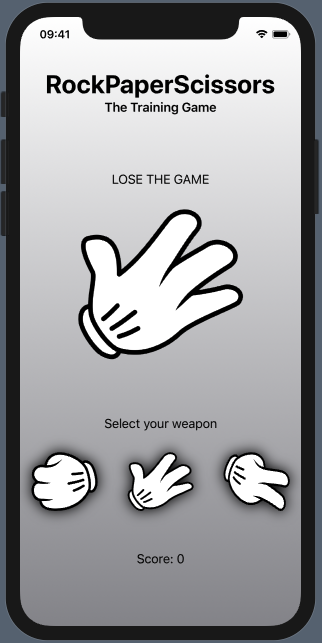 09:41
RockPaperScissors
The Training Game
LOSE THE GAME
Select your weapon
Score: 0